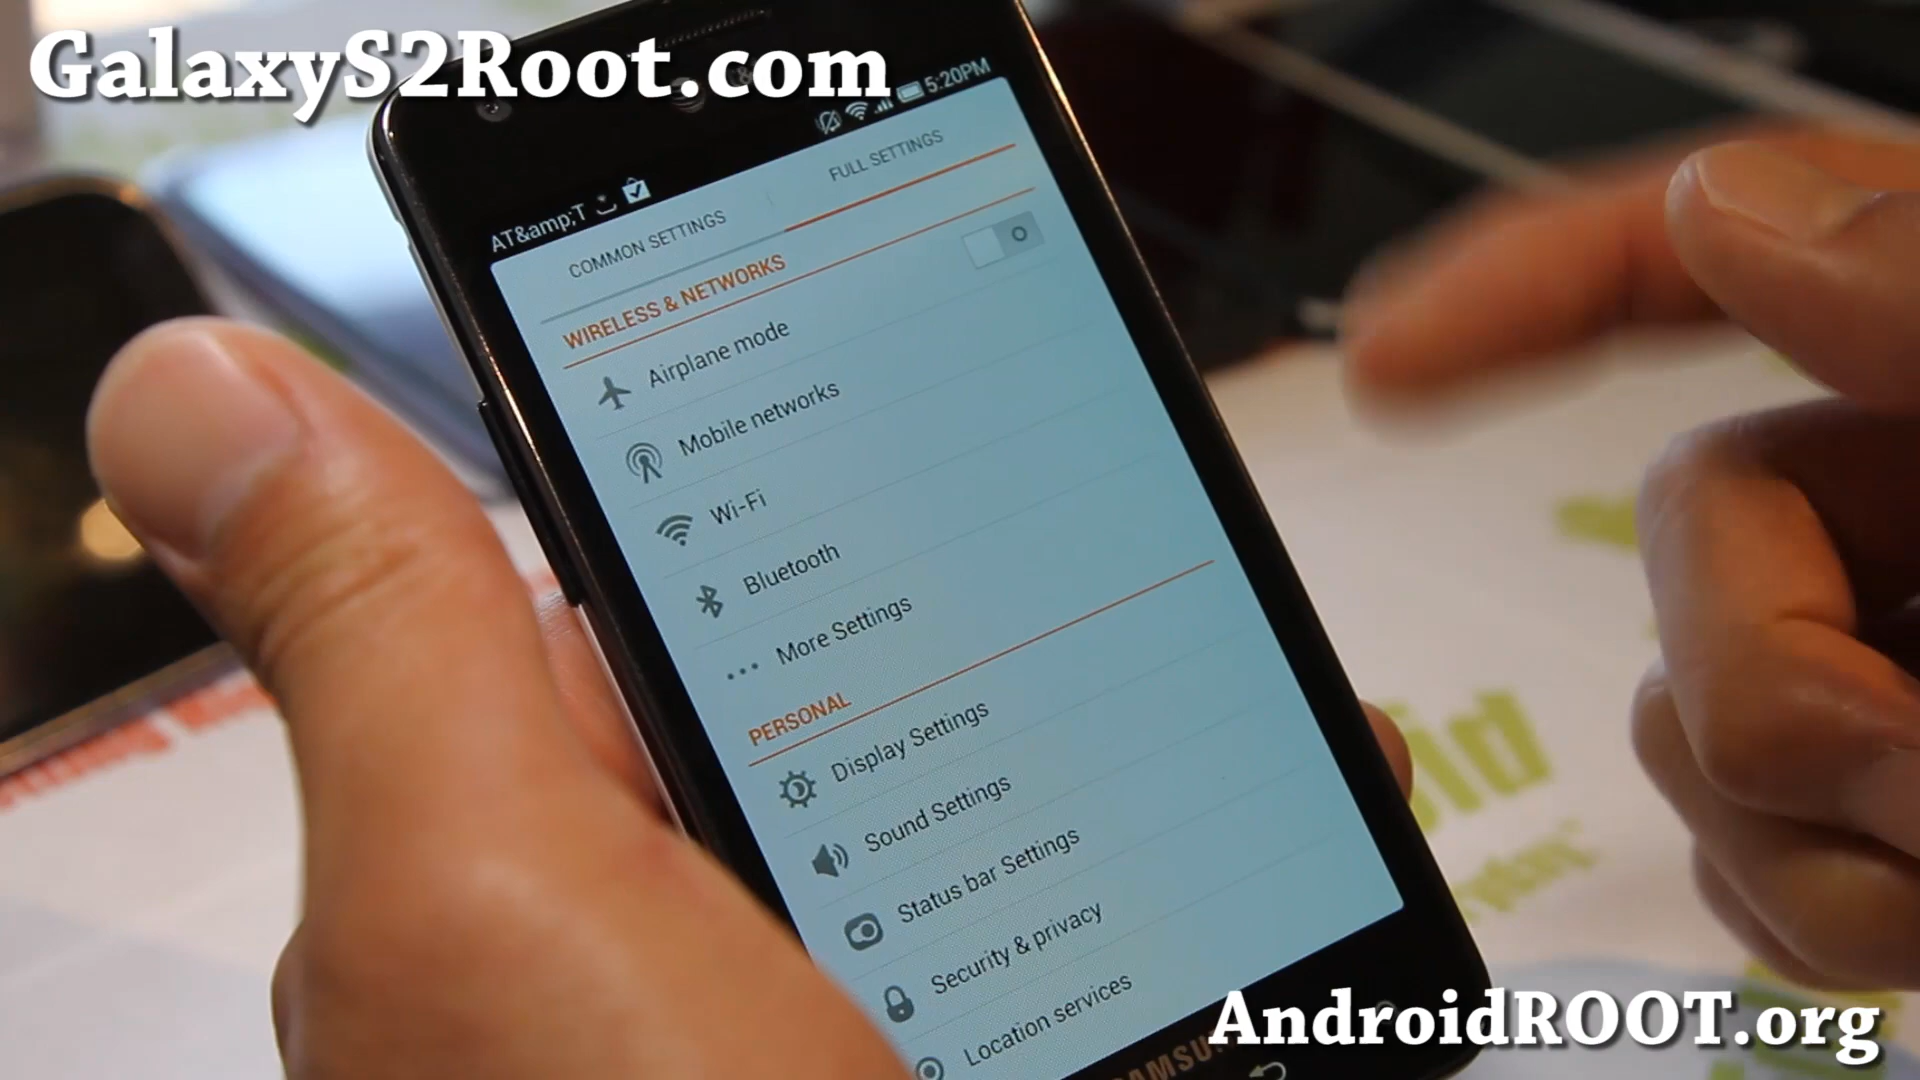 GalaxyS2Root.com
AT&amp;T
5:20PM
COMMON SETTINGS
FULL SETTINGS
WIRELESS & NETWORKS
Airplane mode
Mobile networks
Wi-Fi
Bluetooth
More Settings
PERSONAL
Display Settings
Sound Settings
Status bar Settings
Security & privacy
Location services
AndroidROOT.org